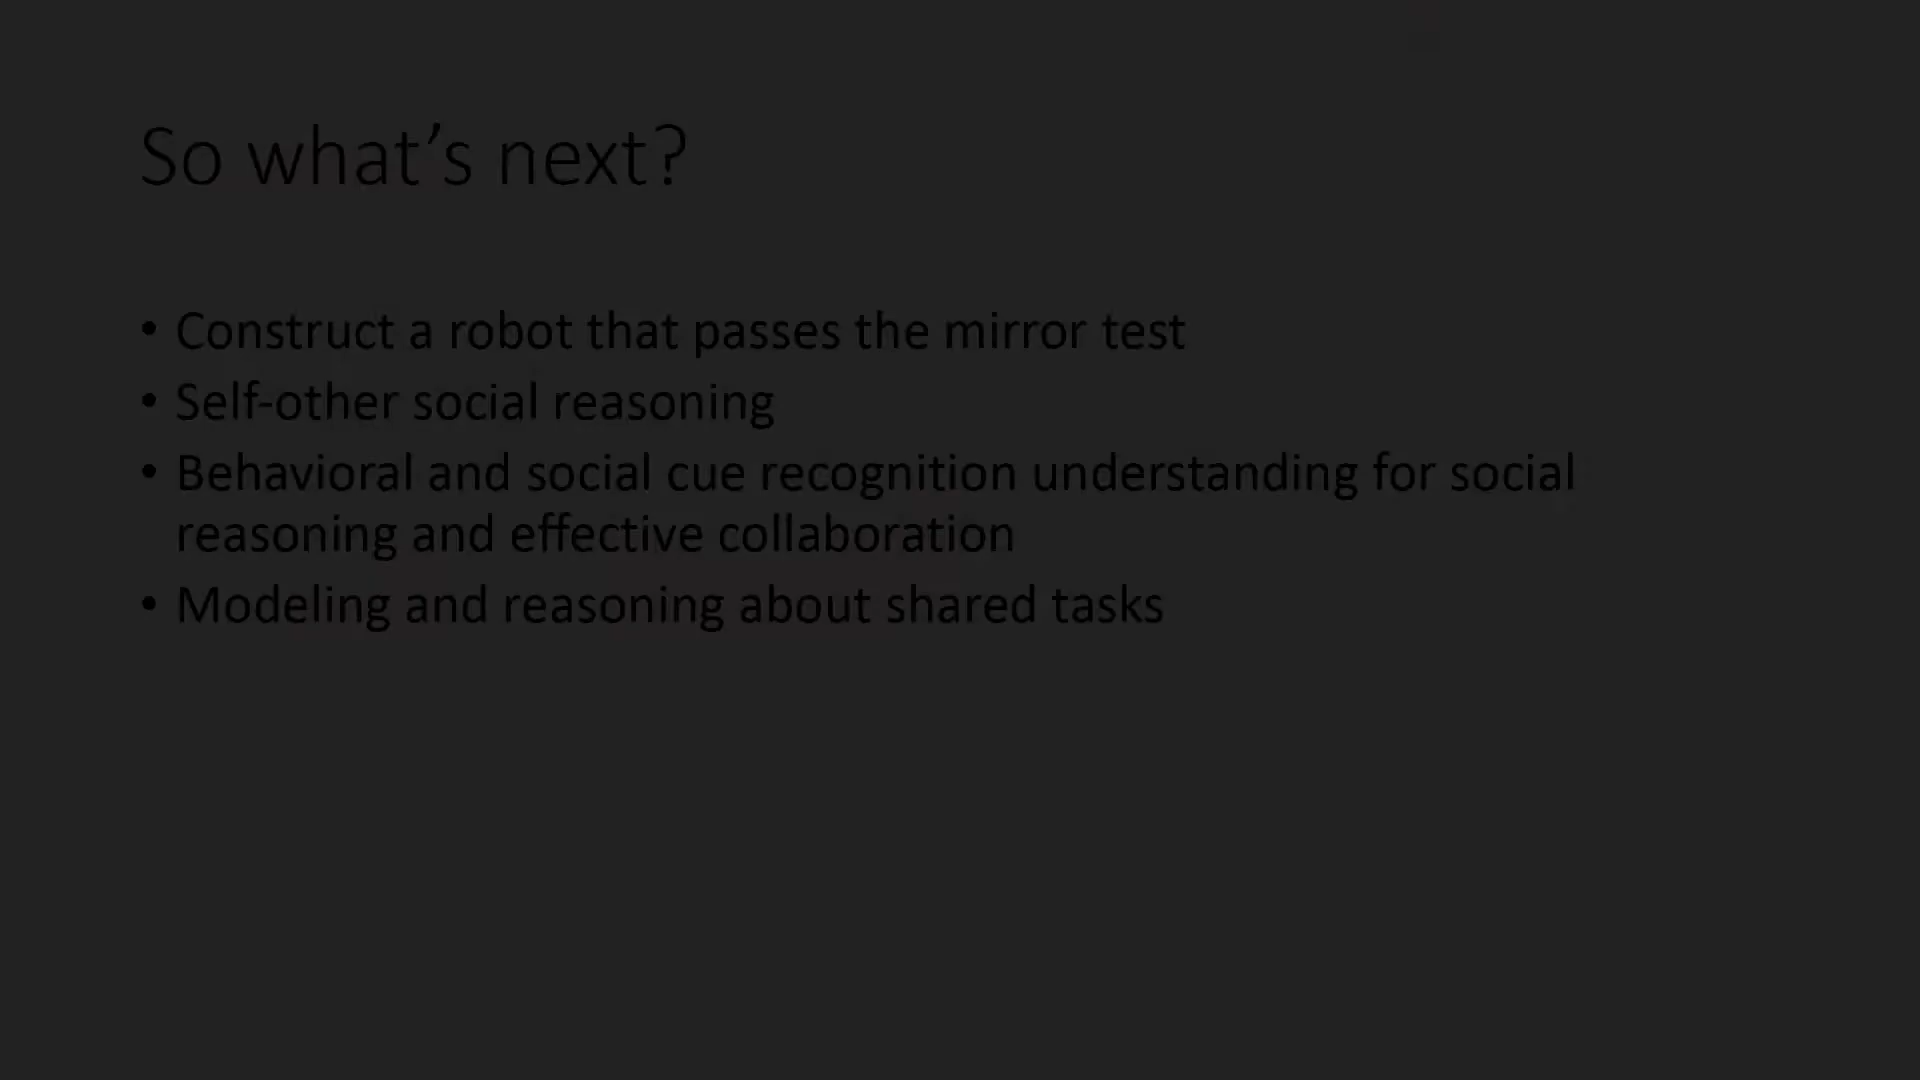 So what’s next?
• Construct a robot that passes the mirror test
• Self-other social reasoning
• Behavioral and social cue recognition understanding for social
reasoning and effective collaboration
• Modeling and reasoning about shared tasks